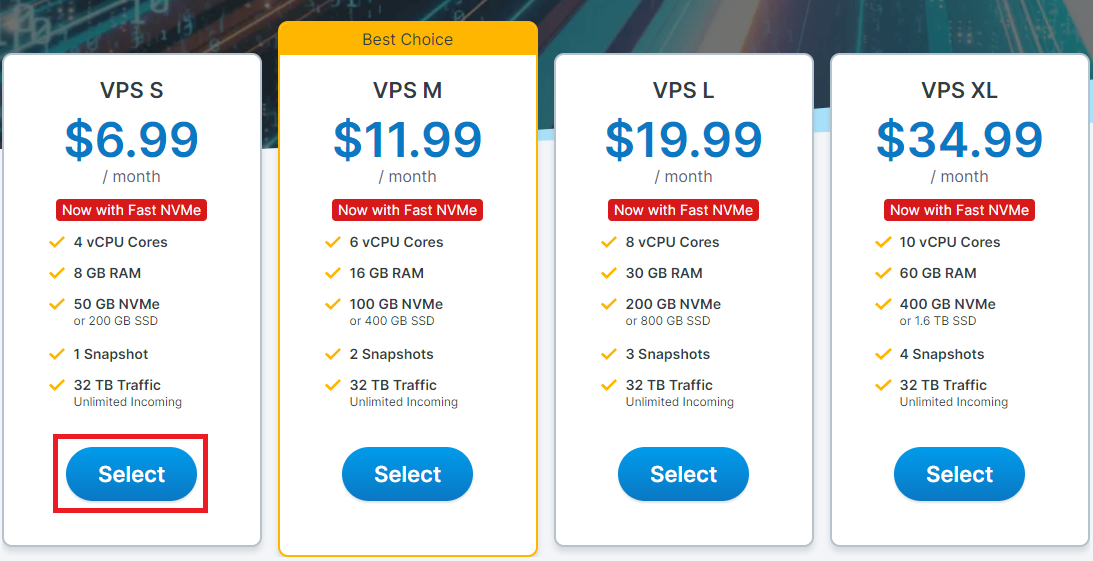 Best Choice
VPS S
$6.99
/ month
Now with Fast NVMe
4 vCPU Cores
8 GB RAM
50 GB NVMe
or 200 GB SSD
1 Snapshot
32 TB Traffic
Unlimited Incoming
Select
VPS M
$11.99
/ month
Now with Fast NVMe
6 vCPU Cores
16 GB RAM
100 GB NVMe
or 400 GB SSD
2 Snapshots
32 TB Traffic
Unlimited Incoming
Select
VPS L
$19.99
/ month
Now with Fast NVMe
8 vCPU Cores
30 GB RAM
200 GB NVMe
or 800 GB SSD
3 Snapshots
32 TB Traffic
Unlimited Incoming
Select
VPS XL
$34.99
/ month
Now with Fast NVMe
10 vCPU Cores
60 GB RAM
400 GB NVMe
or 1.6 TB SSD
4 Snapshots
32 TB Traffic
Unlimited Incoming
Select